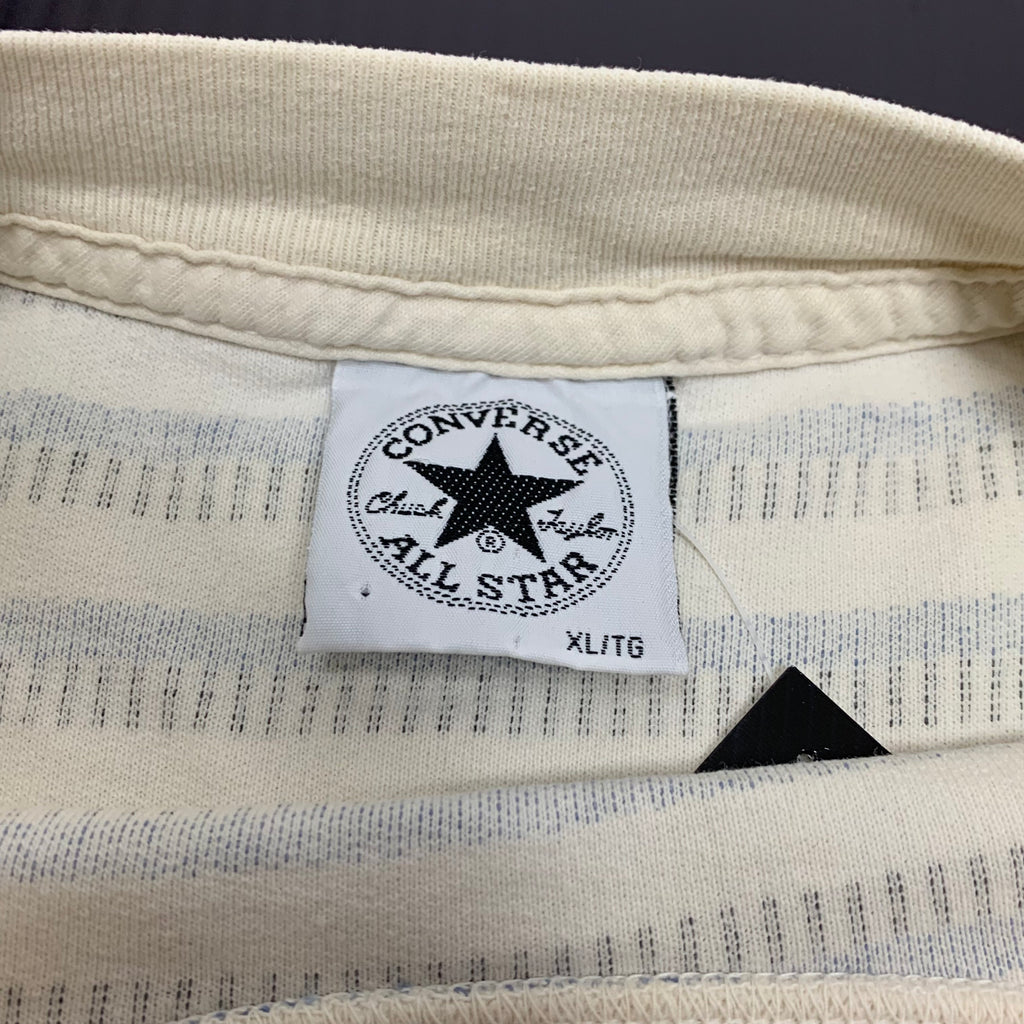 CONVERSE
Chuck Taylor
®
ALL STAR
XL/TG